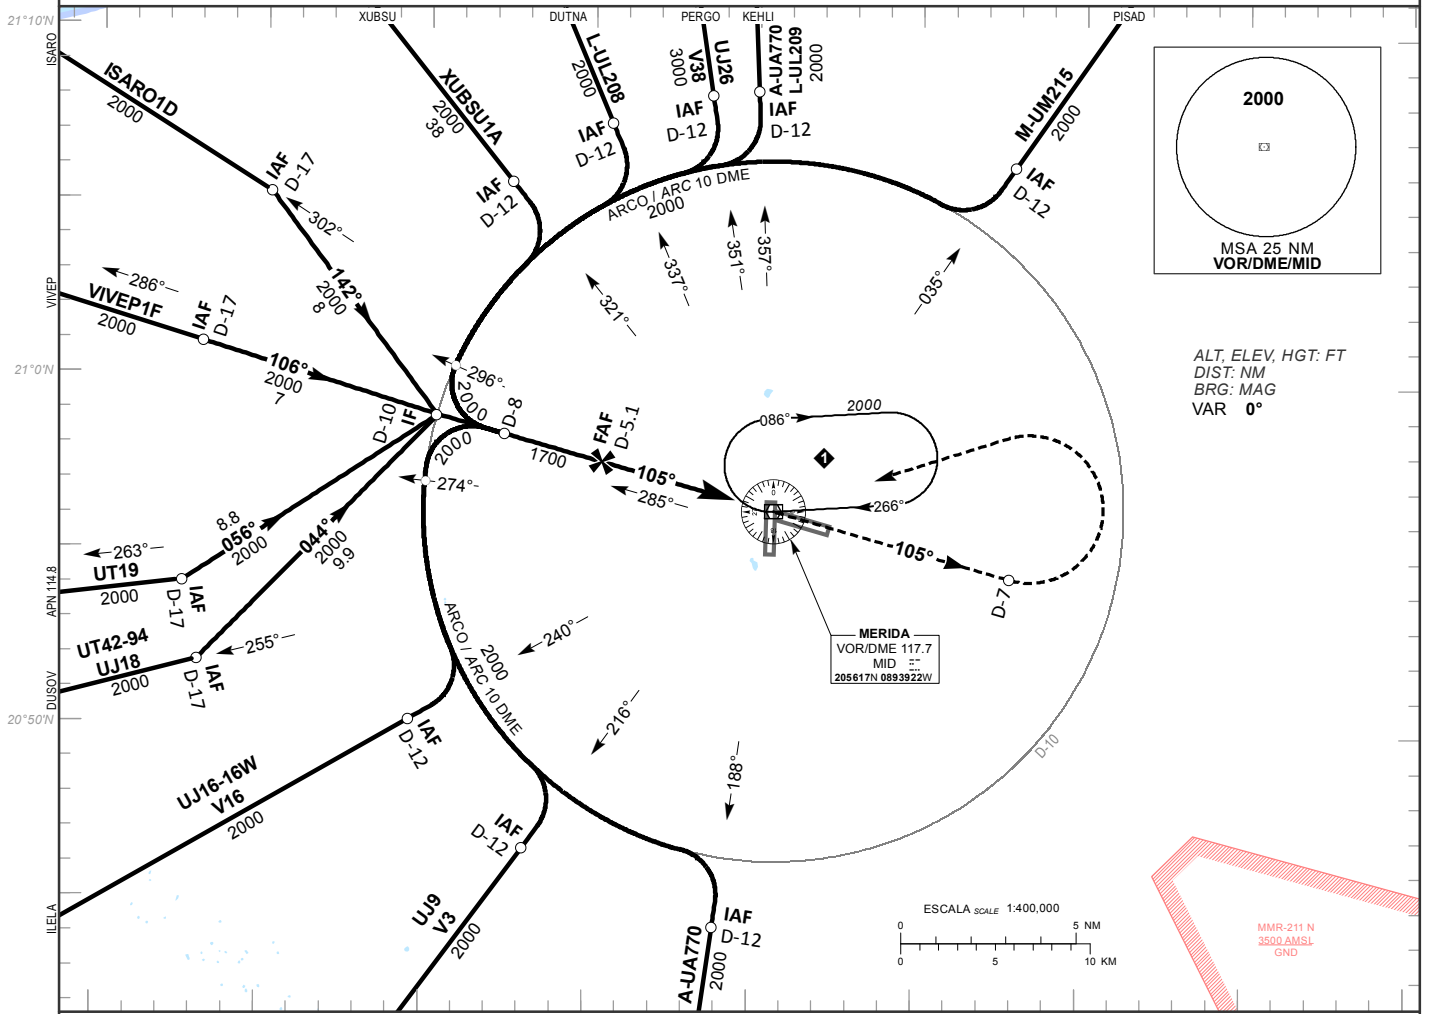 21°10'N
XUBSU
DUTNA
PERGO
KEHLI
PISAD
ISARO
ISARO1D
2000
XUBSU1A
2000
38
L-UL208
2000
UJ26
V38
3000
A-UA770
L-UL209
2000
M-UM215
2000
IAF
D-17
IAF
D-12
IAF
D-12
IAF
D-12
IAF
D-12
IAF
D-12
2000
MSA 25 NM
VOR/DME/MID
ARCO / ARC 10 DME
2000
302°
142°
2000
8
337°
351°
357°
321°
035°
VIVEP
286°
VIVEP1F
2000
IAF
D-17
106°
2000
7
21°0'N
296°
2000
D-8
D-10
IF
2000
1700
FAF
D-5.1
105°
285°
274°
086°
2000
1
266°
0
105°
D-7
ALT, ELEV, HGT: FT
DIST: NM
BRG: MAG
VAR 0°
8.8
056°
2000
044°
2000
9.9
263°
UT19
2000
IAF
D-17
APN 114.8
UT42-94
UJ18
2000
255°
IAF
D-17
DUSOV
20°50'N
MERIDA
VOR/DME 117.7
MID
205617N 0893922W
ARCO / ARC 10 DME
2000
240°
216°
188°
D-10
IAF
D-12
UJ16-16W
V16
2000
ILELA
IAF
D-12
UJ9
V3
2000
IAF
D-12
A-UA770
2000
ESCALA SCALE 1:400,000
0 5 NM
0 5 10 KM
MMR-211 N
3500 AMSL
GND